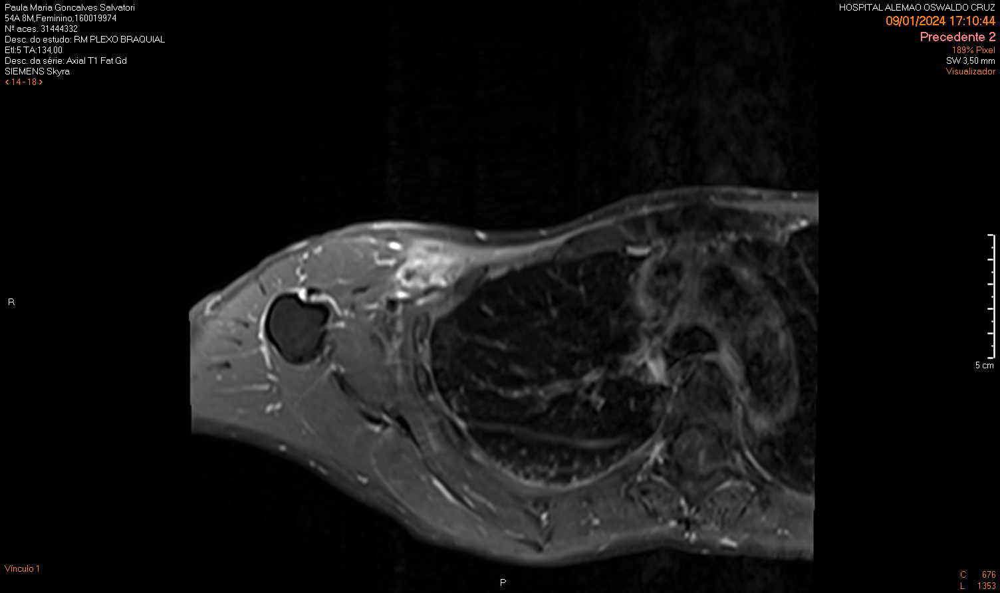 Paula Maria Goncalves Salvatori
54A 8M,Feminino,160019974
Nº aces. 31444332
Desc. do estudo: RM PLEXO BRAQUIAL
Etl:5 TA:134,00
Desc. da série: Axial T1 Fat Gd
SIEMENS Skyra
< 14 - 18 >
HOSPITAL ALEMAO OSWALDO CRUZ
09/01/2024 17:10:44
Precedente 2
189% Pixel
SW 3,50 mm
Visualizador
R
5 cm
Vínculo 1
P
C 676
L 1353